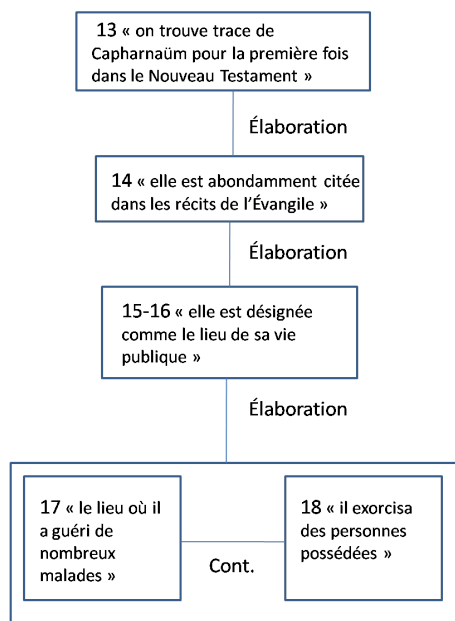 13 « on trouve trace de
Capharnaüm pour la première fois
dans le Nouveau Testament »
Élaboration
14 « elle est abondamment citée
dans les récits de l’Évangile »
Élaboration
15-16 « elle est désignée
comme le lieu de sa vie
publique »
Élaboration
17 « le lieu où il
a guéri de
nombreux
malades »
Cont.
18 « il exorcisa
des personnes
possédées »